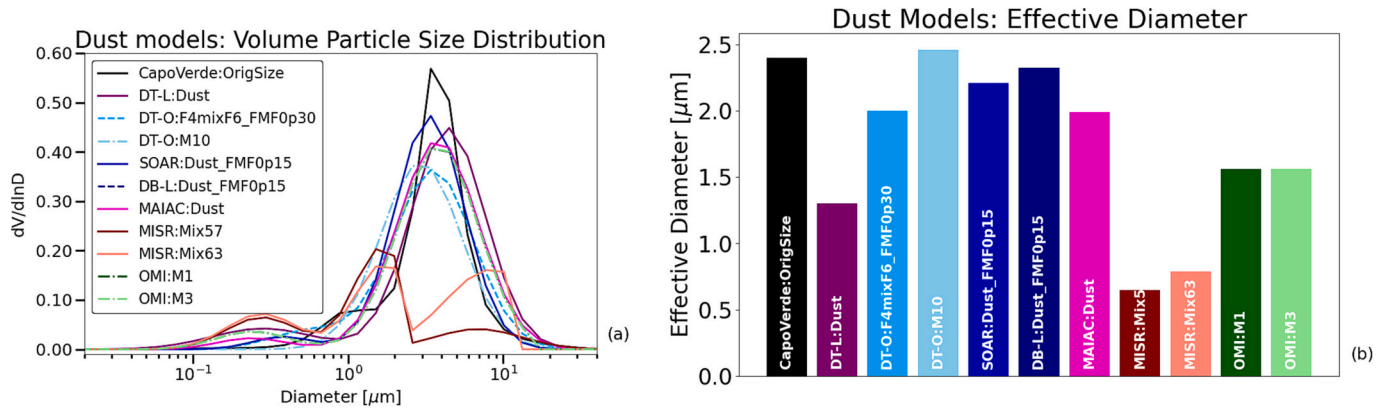 Dust models: Volume Particle Size Distribution
dV/dlnD
0.60
0.50
0.40
0.30
0.20
0.10
0.00
CapoVerde:OrigSize
DT-L:Dust
DT-O:F4mixF6_FMF0p30
DT-O:M10
SOAR:Dust_FMF0p15
DB-L:Dust_FMF0p15
MAIAC:Dust
MISR:Mix57
MISR:Mix63
OMI:M1
OMI:M3
(a)
10⁻¹
10⁰
10¹
Diameter [μm]
Dust Models: Effective Diameter
Effective Diameter [μm]
2.5
2.0
1.5
1.0
0.5
0.0
CapoVerde:OrigSize
DT-L:Dust
DT-O:F4mixF6_FMF0p30
DT-O:M10
SOAR:Dust_FMF0p15
DB-L:Dust_FMF0p15
MAIAC:Dust
MISR:Mix5
MISR:Mix63
OMI:M1
OMI:M3
(b)